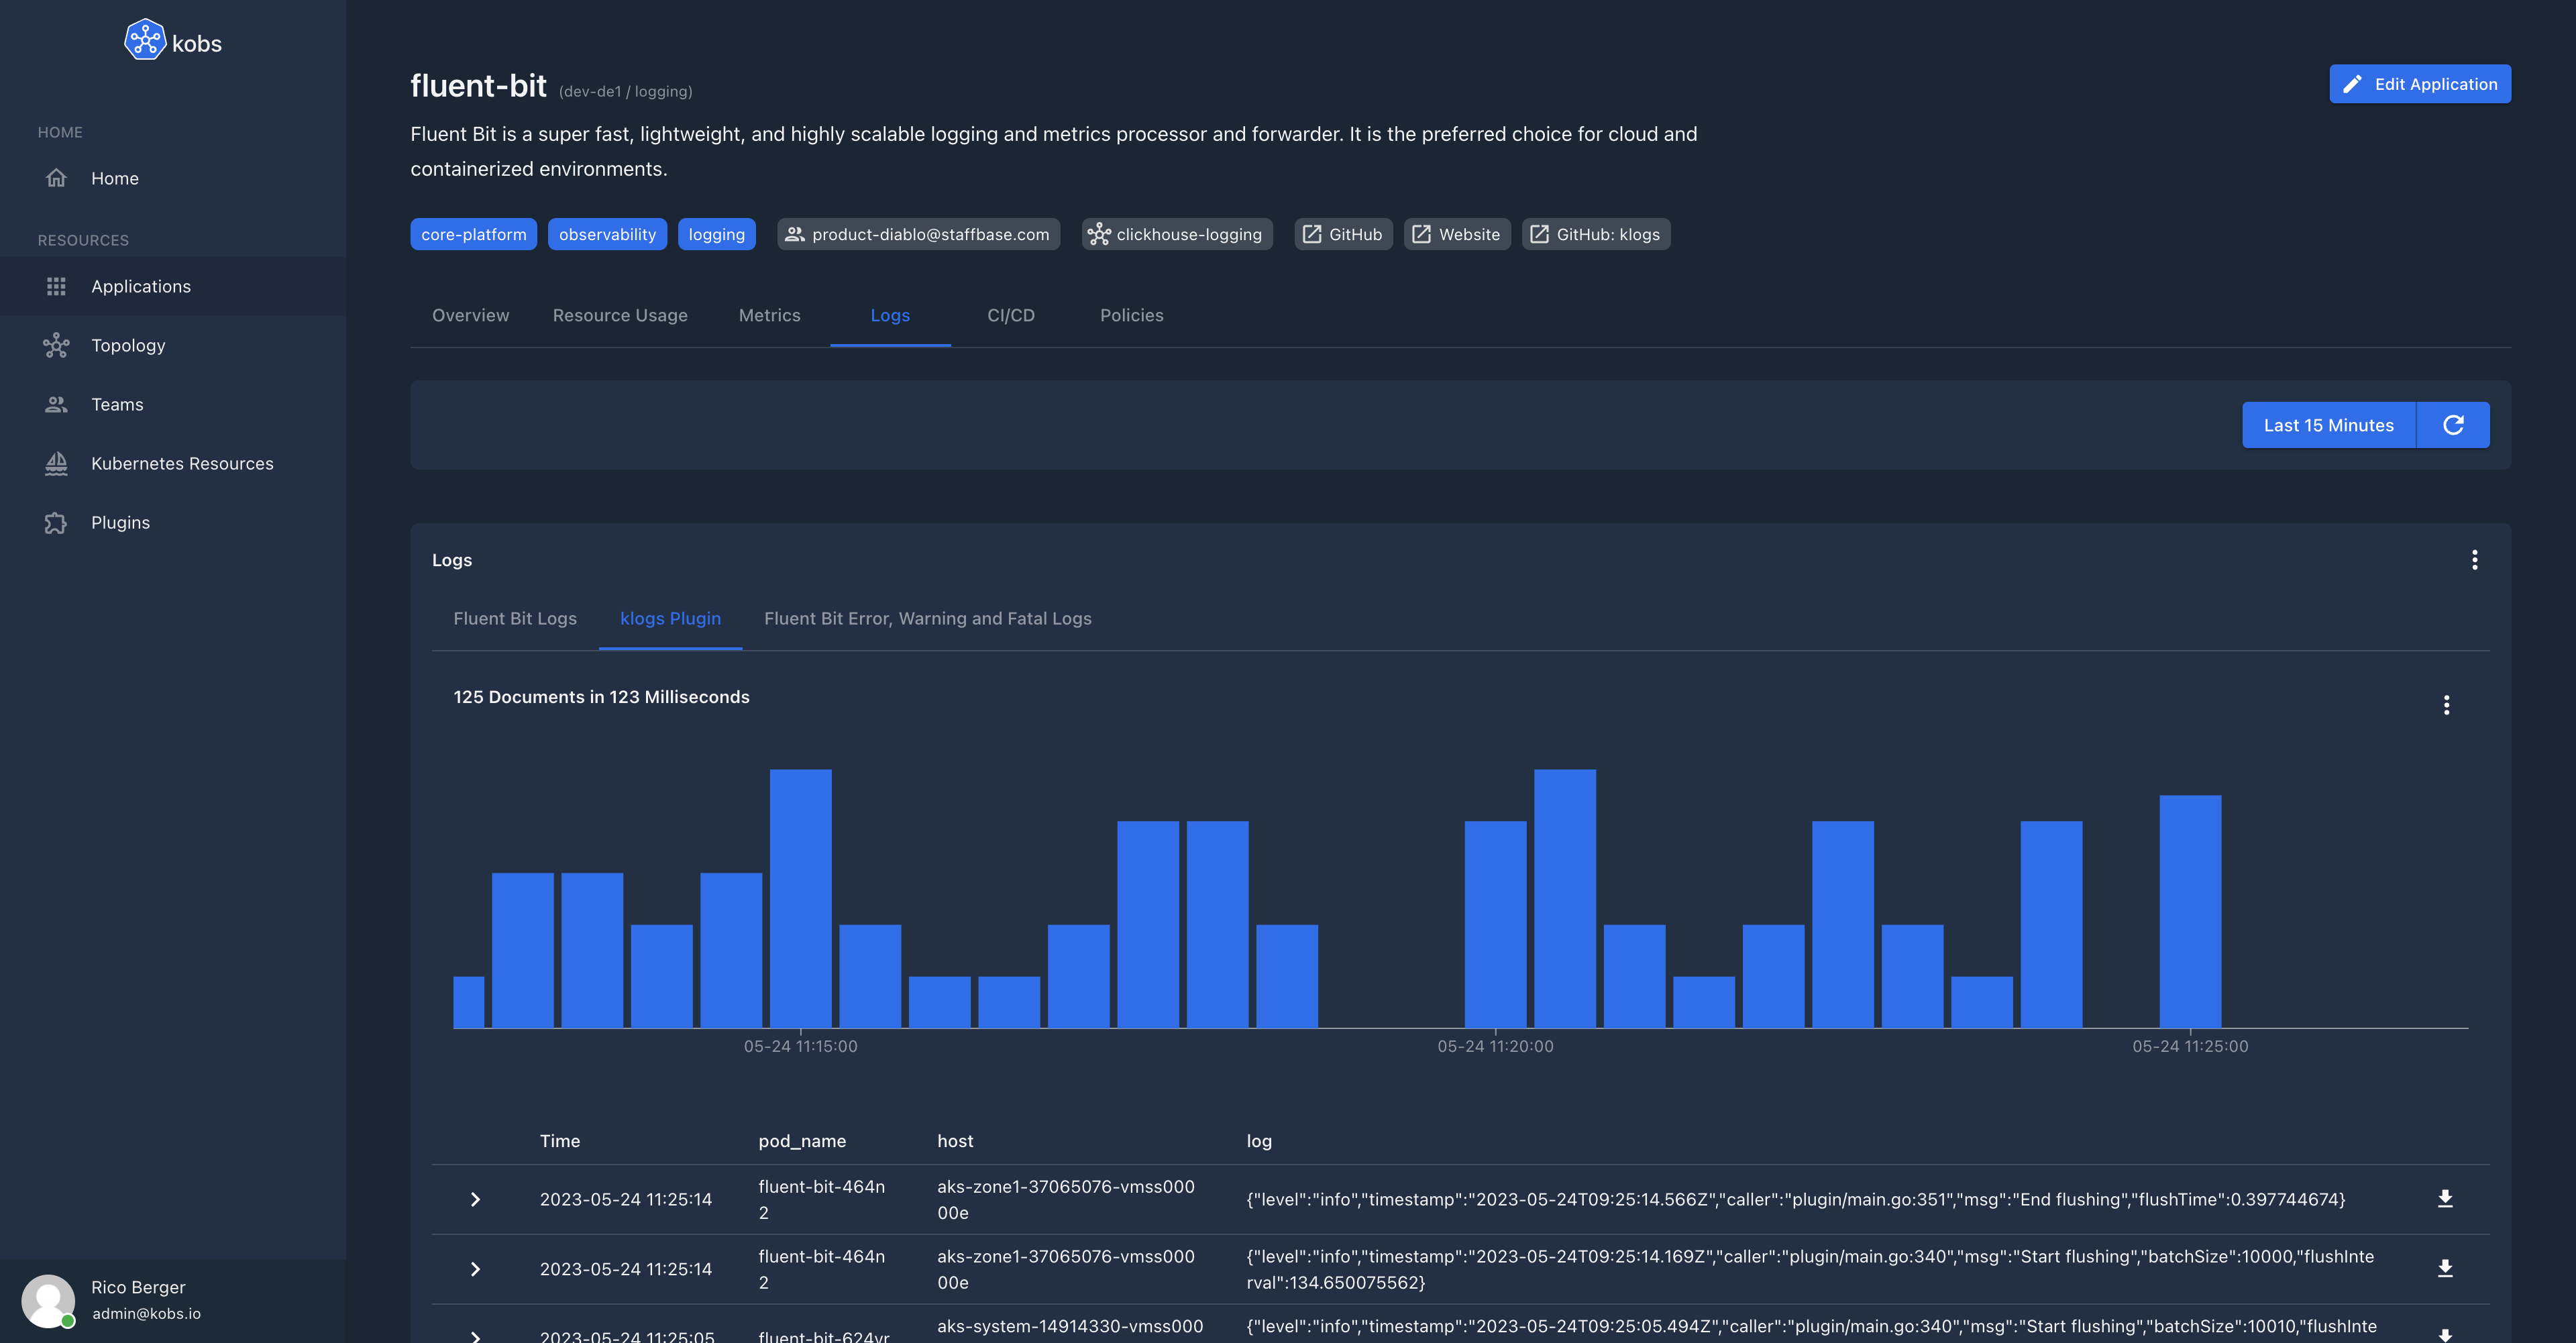 kobs
HOME
Home
RESOURCES
Applications
Topology
Teams
Kubernetes Resources
Plugins
Rico Berger
admin@kobs.io
fluent-bit (dev-de1 / logging)
Edit Application
Fluent Bit is a super fast, lightweight, and highly scalable logging and metrics processor and forwarder. It is the preferred choice for cloud and
containerized environments.
core-platform observability logging product-diablo@staffbase.com clickhouse-logging GitHub Website GitHub: klogs
Overview Resource Usage Metrics Logs CI/CD Policies
Last 15 Minutes
Logs
Fluent Bit Logs klogs Plugin Fluent Bit Error, Warning and Fatal Logs
125 Documents in 123 Milliseconds
05-24 11:15:00 05-24 11:20:00 05-24 11:25:00
Time pod_name host log
2023-05-24 11:25:14
fluent-bit-464n
2
aks-zone1-37065076-vmss000
00e
{"level":"info","timestamp":"2023-05-24T09:25:14.566Z","caller":"plugin/main.go:351","msg":"End flushing","flushTime":0.397744674}
2023-05-24 11:25:14
fluent-bit-464n
2
aks-zone1-37065076-vmss000
00e
{"level":"info","timestamp":"2023-05-24T09:25:14.169Z","caller":"plugin/main.go:340","msg":"Start flushing","batchSize":10000,"flushInte
rval":134.650075562}
2023-05-24 11:25:05
fluent-bit-624vr
aks-system-14914330-vmss000
{"level":"info","timestamp":"2023-05-24T09:25:05.494Z","caller":"plugin/main.go:340","msg":"Start flushing","batchSize":10010,"flushInte